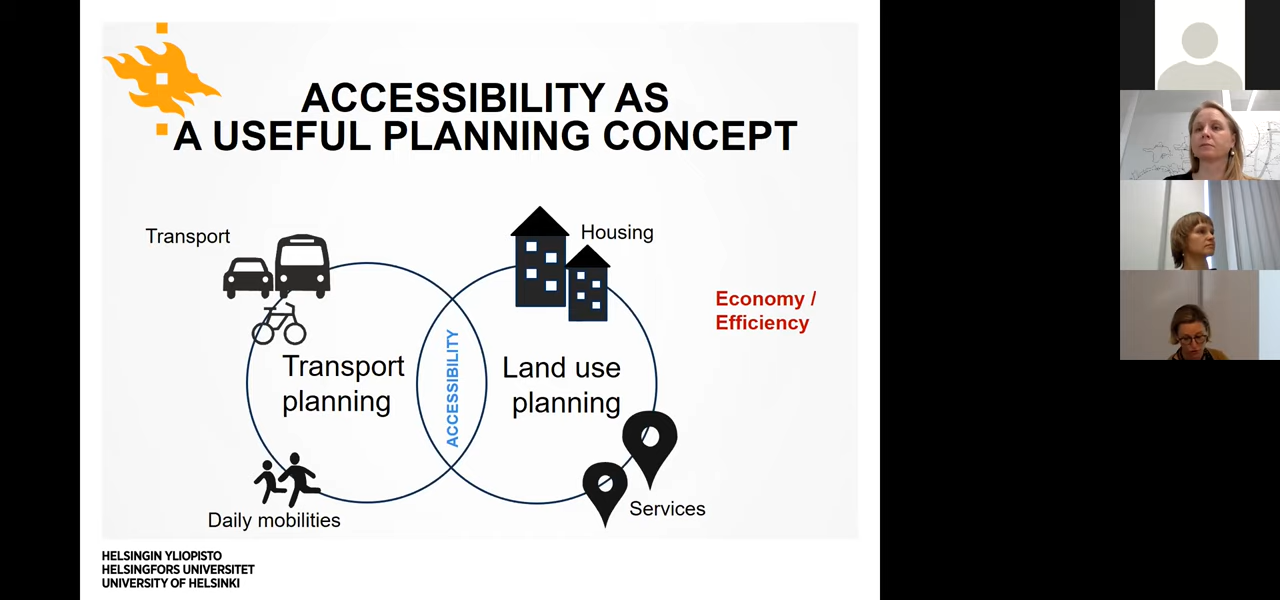 ACCESSIBILITY AS
A USEFUL PLANNING CONCEPT
Transport
Housing
Economy /
Efficiency
Transport
planning
ACCESSIBILITY
Land use
planning
Services
Daily mobilities
HELSINGIN YLIOPISTO
HELSINGFORS UNIVERSITET
UNIVERSITY OF HELSINKI